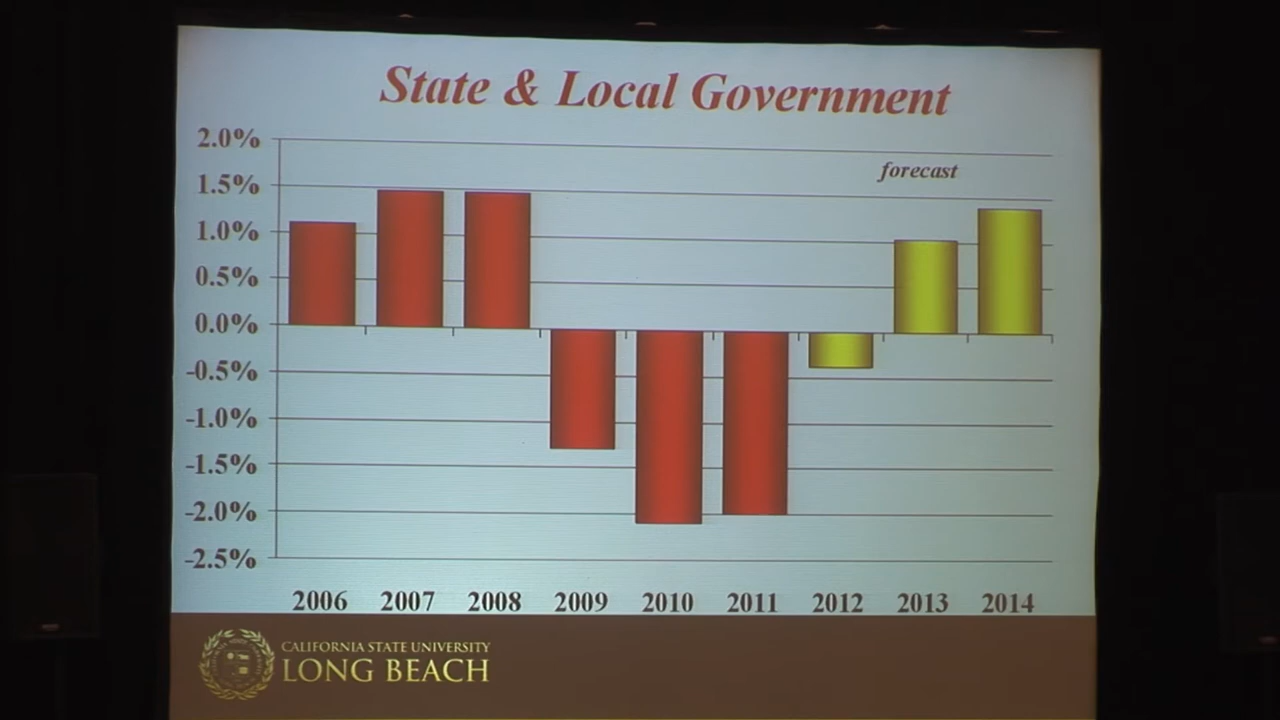 State & Local Government
2.0%
forecast
1.5%
1.0%
0.5%
0.0%
-0.5%
-1.0%
-1.5%
-2.0%
-2.5%
2006 2007 2008 2009 2010 2011 2012 2013 2014
CALIFORNIA STATE UNIVERSITY
LONG BEACH